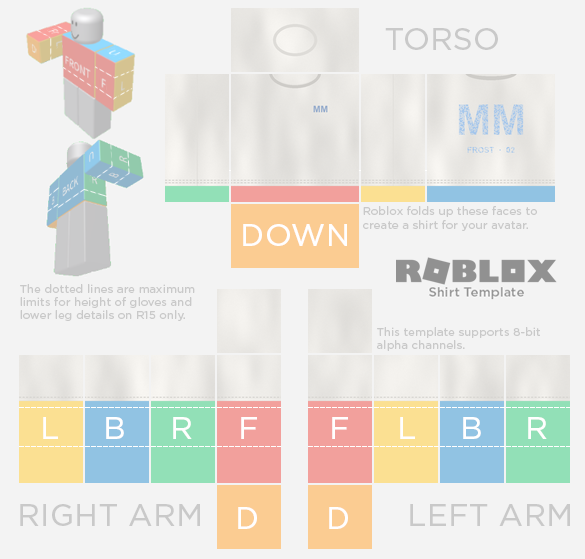 TORSO
FRONT
F
D
MM
MM
FROST · 52
BACK
DOWN
Roblox folds up these faces to
create a shirt for your avatar.
ROBLOX
Shirt Template
The dotted lines are maximum
limits for height of gloves and
lower leg details on R15 only.
This template supports 8-bit
alpha channels.
L B R F F L B R
RIGHT ARM D D LEFT ARM